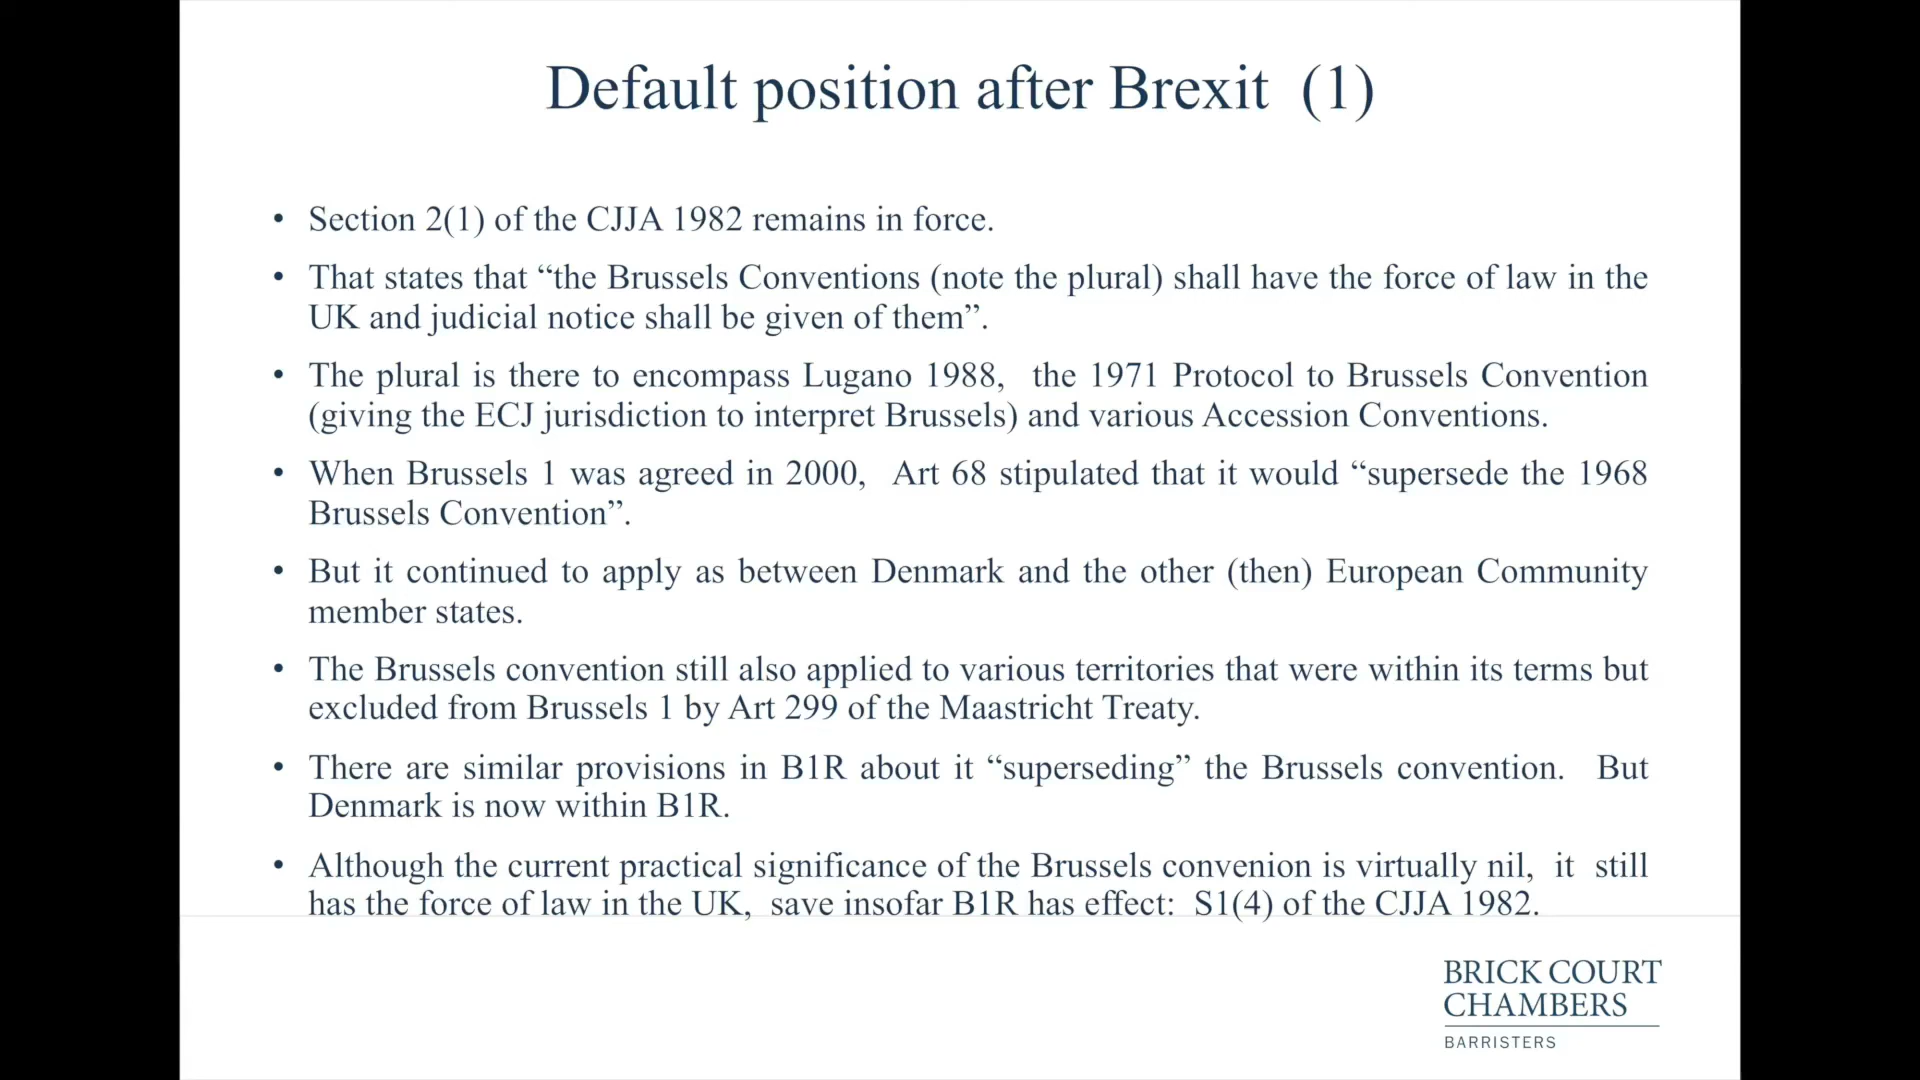 Default position after Brexit (1)
• Section 2(1) of the CJJA 1982 remains in force.
• That states that “the Brussels Conventions (note the plural) shall have the force of law in the
UK and judicial notice shall be given of them”.
• The plural is there to encompass Lugano 1988, the 1971 Protocol to Brussels Convention
(giving the ECJ jurisdiction to interpret Brussels) and various Accession Conventions.
• When Brussels 1 was agreed in 2000, Art 68 stipulated that it would “supersede the 1968
Brussels Convention”.
• But it continued to apply as between Denmark and the other (then) European Community
member states.
• The Brussels convention still also applied to various territories that were within its terms but
excluded from Brussels 1 by Art 299 of the Maastricht Treaty.
• There are similar provisions in B1R about it “superseding” the Brussels convention. But
Denmark is now within B1R.
• Although the current practical significance of the Brussels convenion is virtually nil, it still
has the force of law in the UK, save insofar B1R has effect: S1(4) of the CJJA 1982.
BRICK COURT
CHAMBERS
BARRISTERS